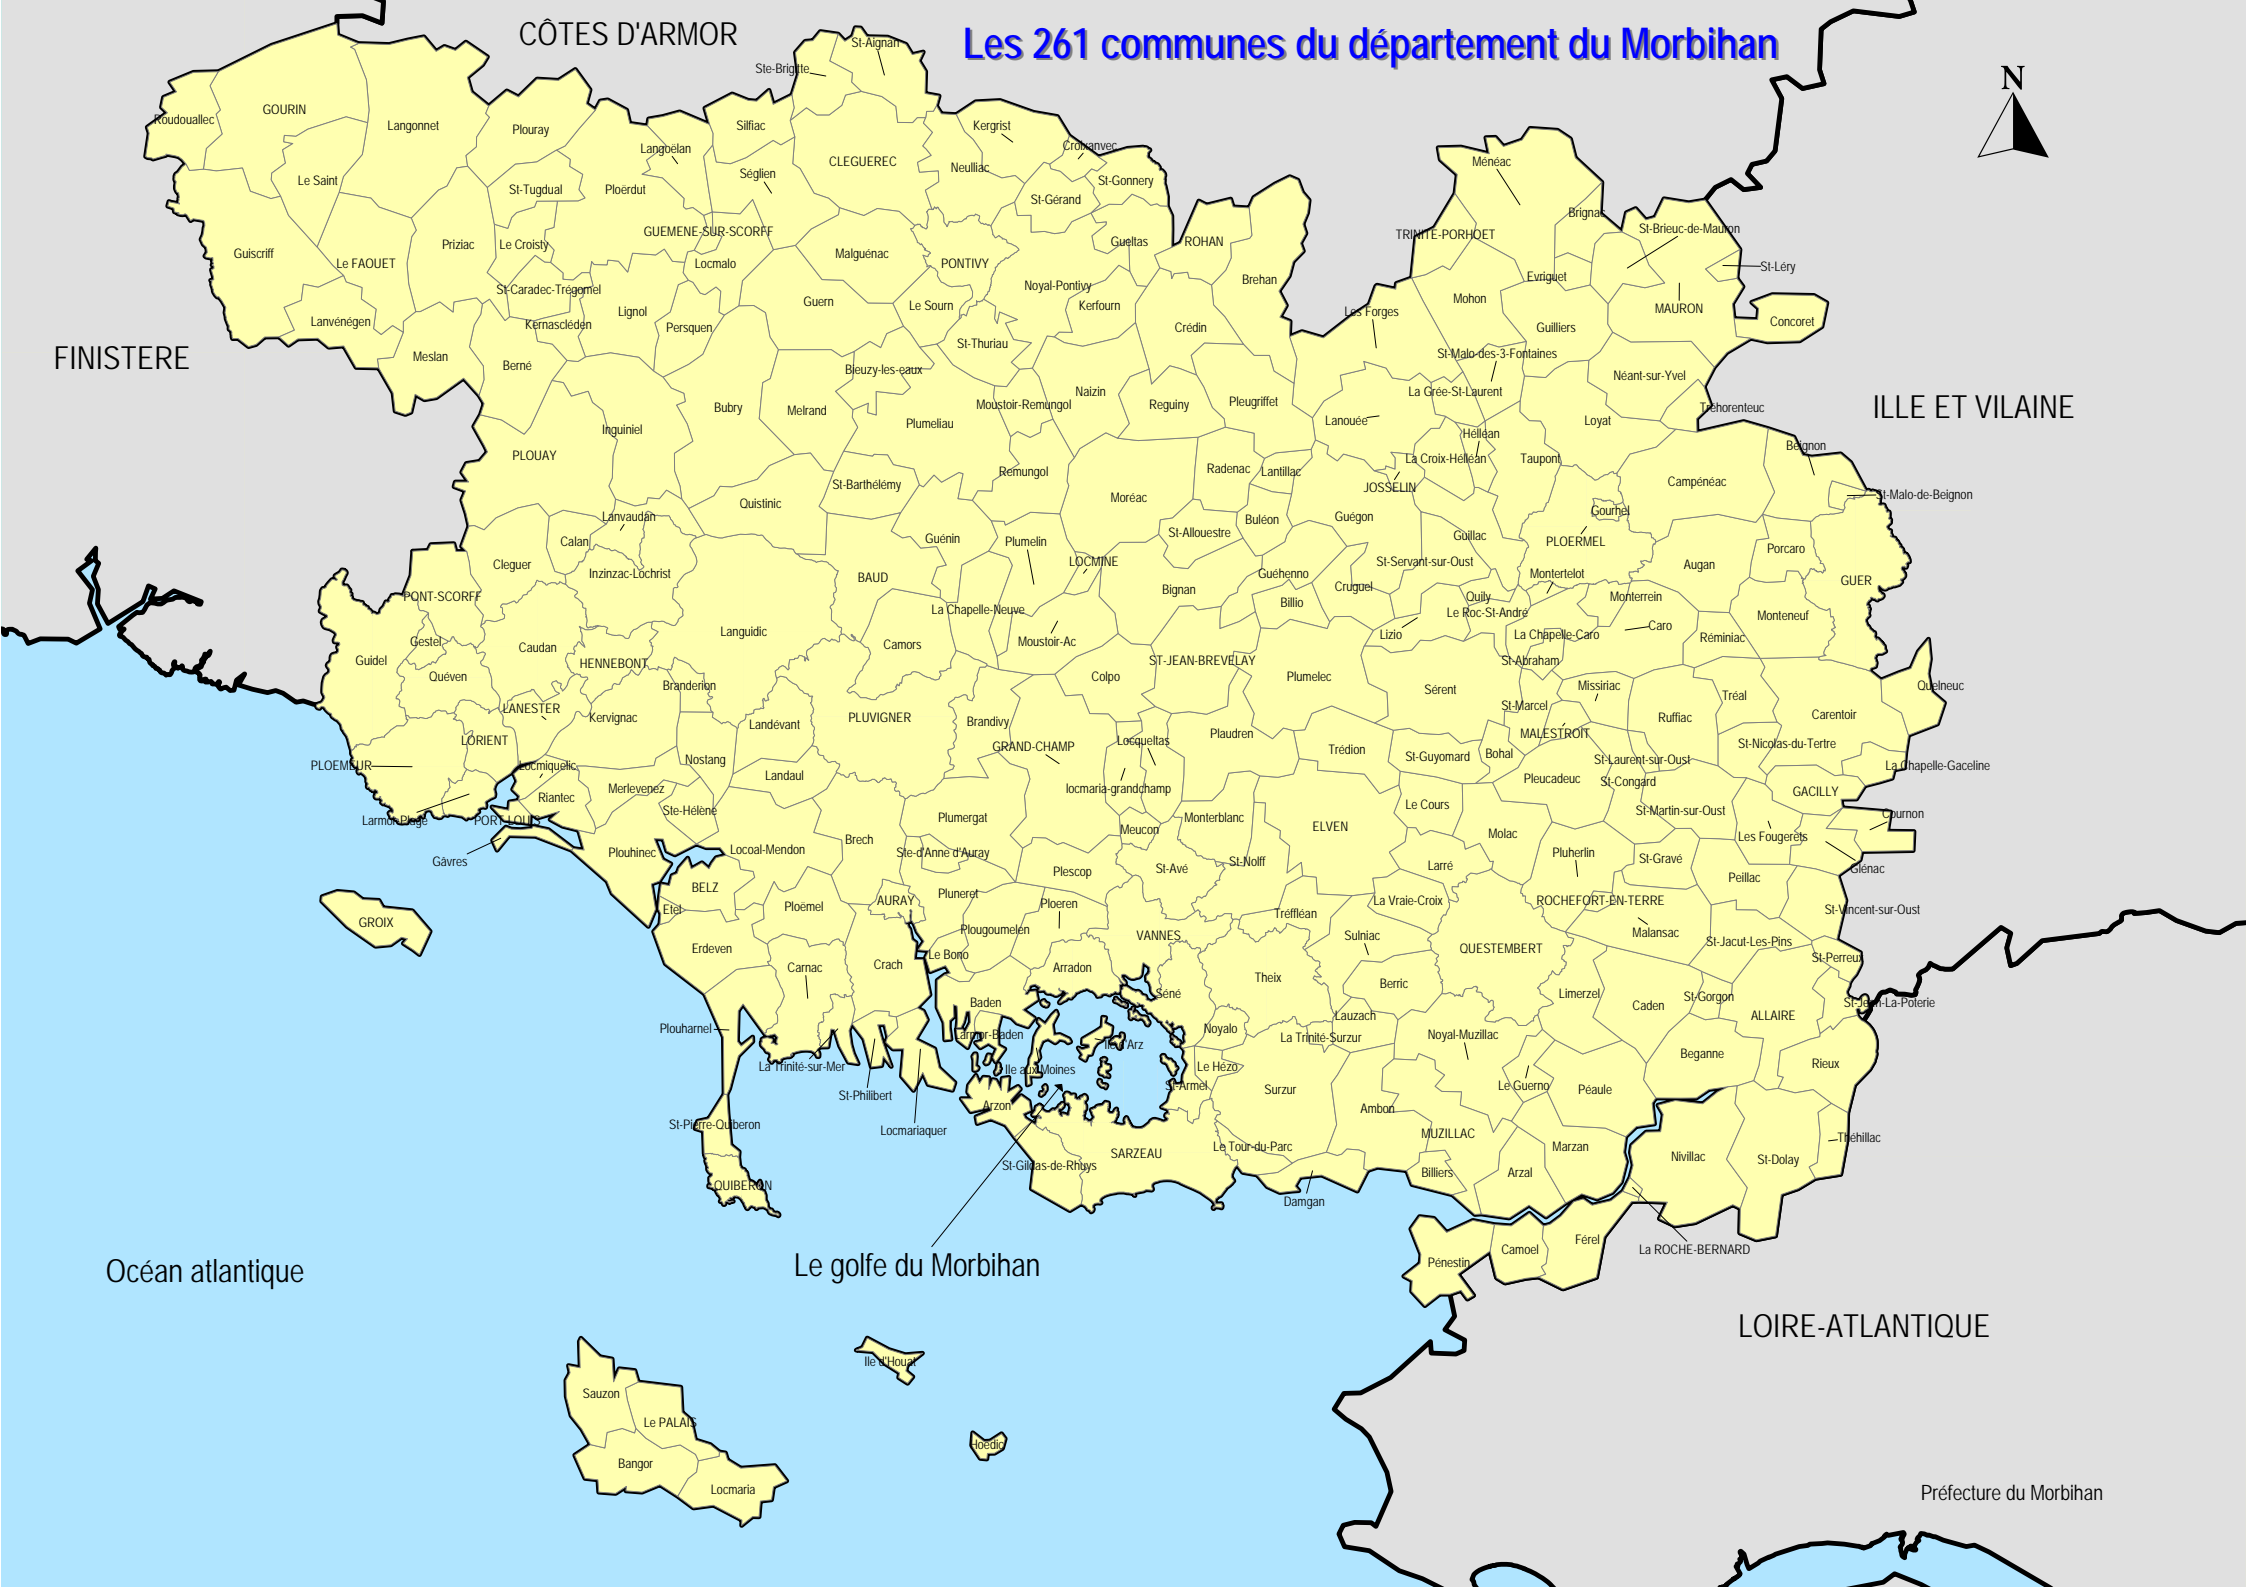 CÔTES D'ARMOR
Les 261 communes du département du Morbihan
N
FINISTERE
ILLE ET VILAINE
LOIRE-ATLANTIQUE
Océan atlantique
Le golfe du Morbihan
Préfecture du Morbihan
St-Aignan
Ste-Brigitte
Roudouallec
GOURIN
Langonnet
Plouray
Silfiac
Langoëlan
CLEGUEREC
Kergrist
Croixanvec
Neulliac
St-Gonnery
St-Gérand
Ménéac
Le Saint
St-Tugdual
Ploërdut
Séglien
Brignac
St-Brieuc-de-Mauron
TRINITE-PORHOET
GUEMENE-SUR-SCORFF
Gueltas
ROHAN
Guiscriff
Le FAOUET
Priziac
Le Croisty
Locmalo
Malguénac
PONTIVY
St-Léry
Brehan
Evriguet
St-Caradec-Trégomel
Noyal-Pontivy
Mohon
Guern
Le Sourn
Kerfourn
MAURON
Lanvénégen
Kernascléden
Lignol
Persquen
Crédin
Les Forges
Guilliers
Concoret
Meslan
Berné
St-Thuriau
St-Malo-des-3-Fontaines
Bieuzy-les-eaux
Néant-sur-Yvel
Bubry
Melrand
Moustoir-Remungol
Naizin
Reguiny
Pleugriffet
La Grée-St-Laurent
Tréhorenteuc
Plumeliau
Lanouée
Loyat
Inguiniel
Hélléan
Beignon
PLOUAY
Remungol
Radenac
Lantillac
La Croix-Hélléan
Taupont
St-Barthélémy
JOSSELIN
Campénéac
St-Malo-de-Beignon
Quistinic
Moréac
Buléon
Guégon
Gourhel
Lanvaudan
St-Allouestre
Guillac
Calan
Guénin
Plumelin
PLOERMEL
Porcaro
Cleguer
Inzinzac-Lochrist
BAUD
LOCMINE
St-Servant-sur-Oust
Augan
Guéhenno
Montertelot
GUER
Bignan
Cruguel
PONT-SCORFF
La Chapelle-Neuve
Billio
Quily
Monterrein
Le Roc-St-André
Monteneuf
Gestel
Languidic
Camors
Moustoir-Ac
Lizio
La Chapelle-Caro
Caro
Réminiac
Guidel
Caudan
HENNEBONT
ST-JEAN-BREVELAY
St-Abraham
Quéven
Branderion
Colpo
Plumelec
Sérent
Missiriac
Tréal
Quelneuc
LANESTER
Kervignac
Landévant
PLUVIGNER
Brandivy
St-Marcel
Ruffiac
Carentoir
LORIENT
GRAND-CHAMP
Locqueltas
Plaudren
Trédion
MALESTROIT
St-Nicolas-du-Tertre
PLOEMEUR
Locmiquelic
Nostang
St-Guyomard
Bohal
St-Laurent-sur-Oust
La Chapelle-Gaceline
Landaul
Pleucadeuc
St-Congard
Riantec
Merlevenez
locmaria-grandchamp
GACILLY
Ste-Hélène
Le Cours
St-Martin-sur-Oust
Cournon
Larmor-Plage
PORT-LOUIS
Plumergat
Meucon
Monterblanc
ELVEN
Molac
Les Fougerêts
Gâvres
Plouhinec
Locoal-Mendon
Brech
Ste-d'Anne d'Auray
St-Nolff
Larré
Pluherlin
St-Gravé
Glénac
Plescop
St-Avé
Peillac
BELZ
AURAY
Pluneret
Ploeren
La Vraie-Croix
ROCHEFORT-EN-TERRE
Etel
Ploëmel
Tréffléan
St-Vincent-sur-Oust
GROIX
Plougoumelen
VANNES
Sulniac
Malansac
St-Jacut-Les-Pins
Erdeven
Le Bono
QUESTEMBERT
St-Perreux
Carnac
Crach
Arradon
Theix
Berric
Limerzel
Caden
St-Gorgon
St-Jean-La-Poterie
Baden
Séné
Lauzach
ALLAIRE
Plouharnel
Larmor-Baden
Ile d'Arz
Noyalo
La Trinité-Surzur
Noyal-Muzillac
Beganne
Rieux
La Trinité-sur-Mer
Ile aux Moines
Le Hézo
St-Armel
Surzur
Le Guerno
Péaule
St-Philibert
Arzon
Ambon
St-Pierre-Quiberon
Locmariaquer
MUZILLAC
Théhillac
SARZEAU
Le Tour-du-Parc
Marzan
Nivillac
St-Dolay
St-Gildas-de-Rhuys
Billiers
Arzal
QUIBERON
Damgan
Férel
La ROCHE-BERNARD
Camoel
Pénestin
Ile d'Houat
Sauzon
Le PALAIS
Hoëdic
Bangor
Locmaria